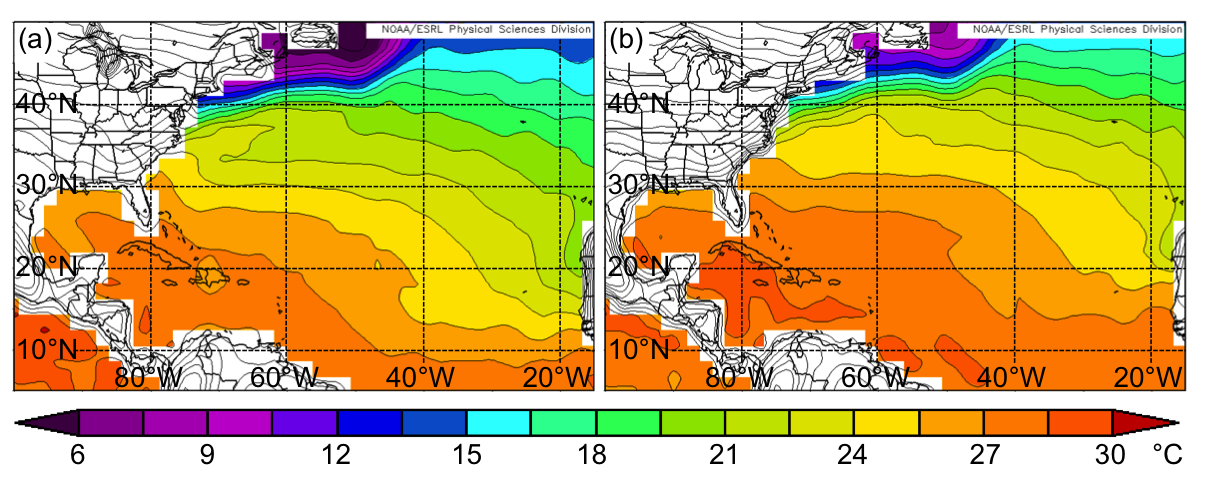 (a) NOAA/ESRL Physical Sciences Division
40°N
30°N
20°N
10°N
80°W 60°W 40°W 20°W
(b) NOAA/ESRL Physical Sciences Division
40°N
30°N
20°N
10°N
80°W 60°W 40°W 20°W
6 9 12 15 18 21 24 27 30 °C